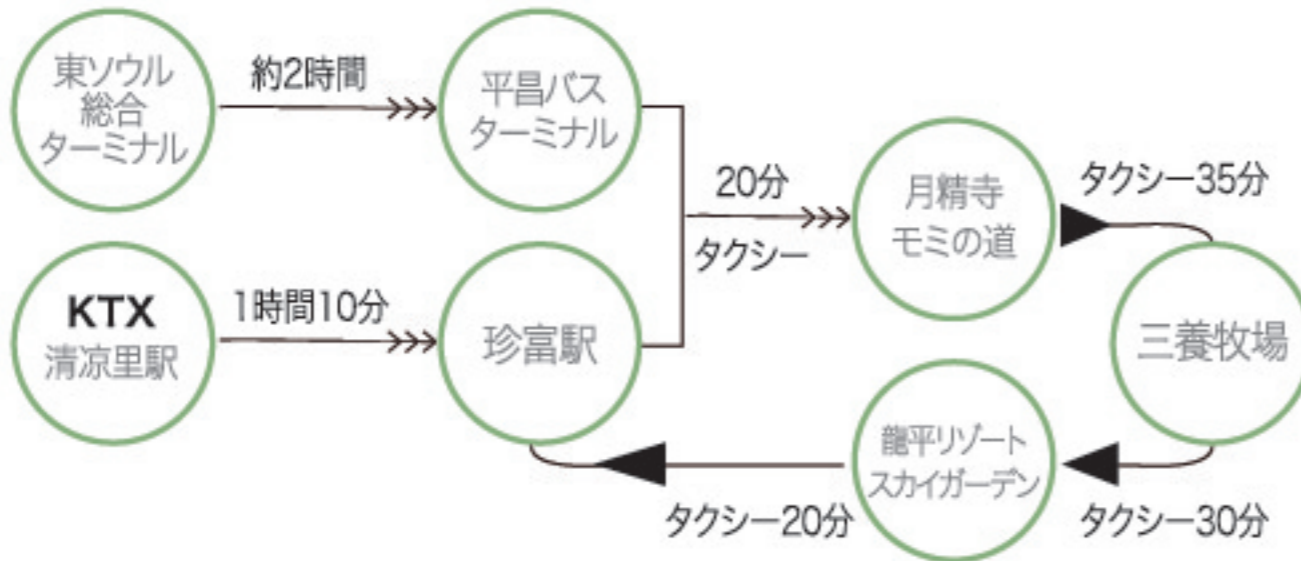 東ソウル
総合
ターミナル
約2時間
平昌バス
ターミナル
KTX
清凉里駅
1時間10分
珍富駅
20分
タクシー
月精寺
モミの道
タクシー35分
三養牧場
タクシー30分
龍平リゾート
スカイガーデン
タクシー20分